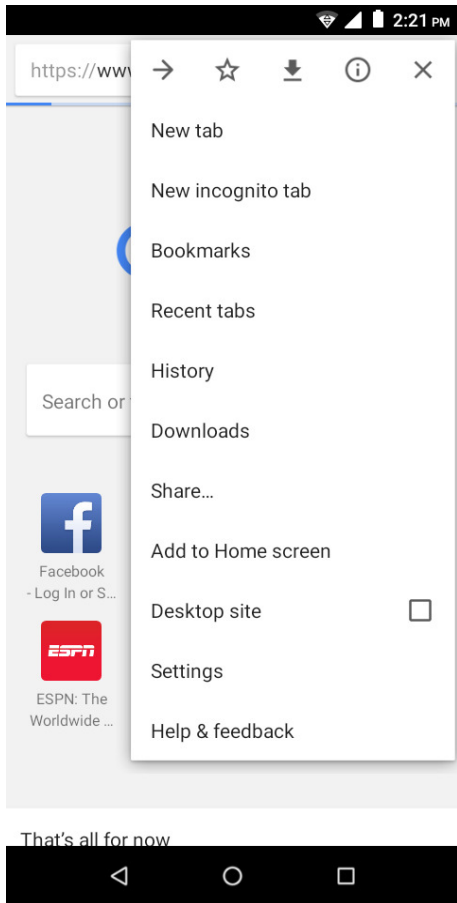 2:21 PM
https://www
New tab
New incognito tab
Bookmarks
Recent tabs
History
Downloads
Share…
Add to Home screen
Desktop site
Settings
Help & feedback
Search or
Facebook
- Log In or S...
ESPN
ESPN: The
Worldwide ...
That's all for now